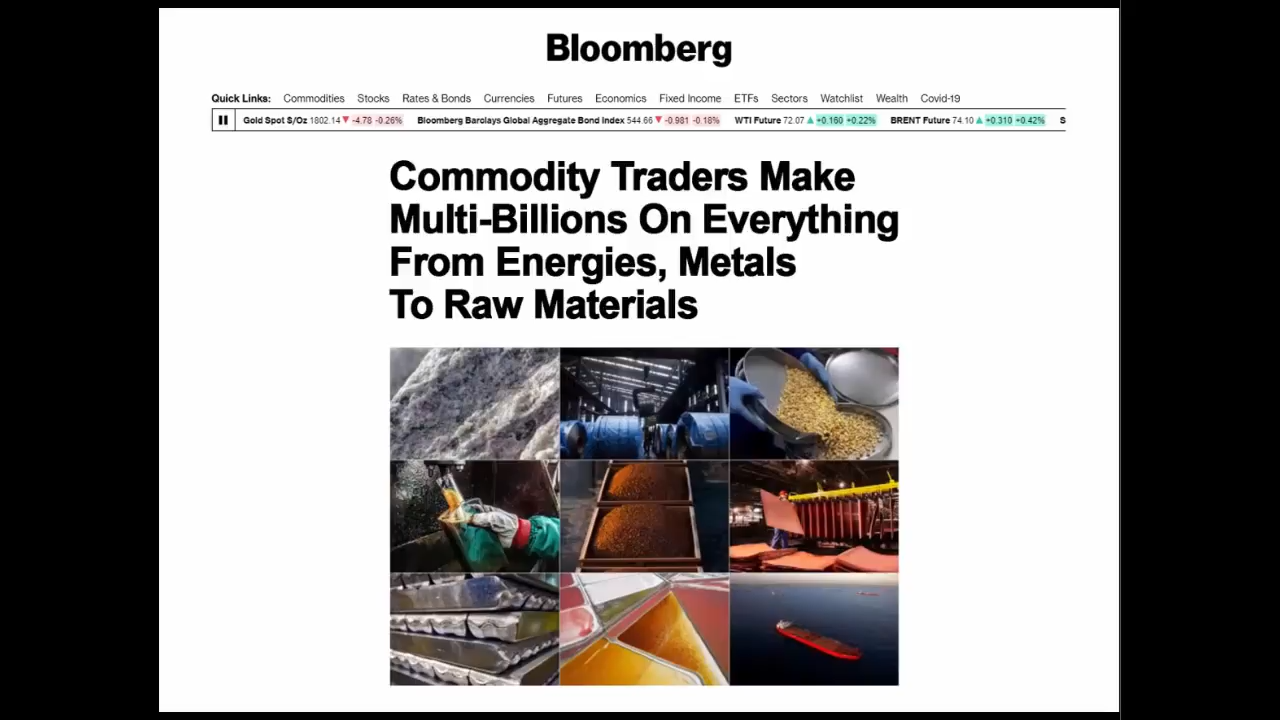 Bloomberg
Quick Links: Commodities Stocks Rates & Bonds Currencies Futures Economics Fixed Income ETFs Sectors Watchlist Wealth Covid-19
Gold Spot $/Oz 1802.14 ▼ -4.78 -0.26% Bloomberg Barclays Global Aggregate Bond Index 544.66 ▼ -0.981 -0.18% WTI Future 72.07 ▲ +0.160 +0.22% BRENT Future 74.10 ▲ +0.310 +0.42% S
Commodity Traders Make
Multi-Billions On Everything
From Energies, Metals
To Raw Materials